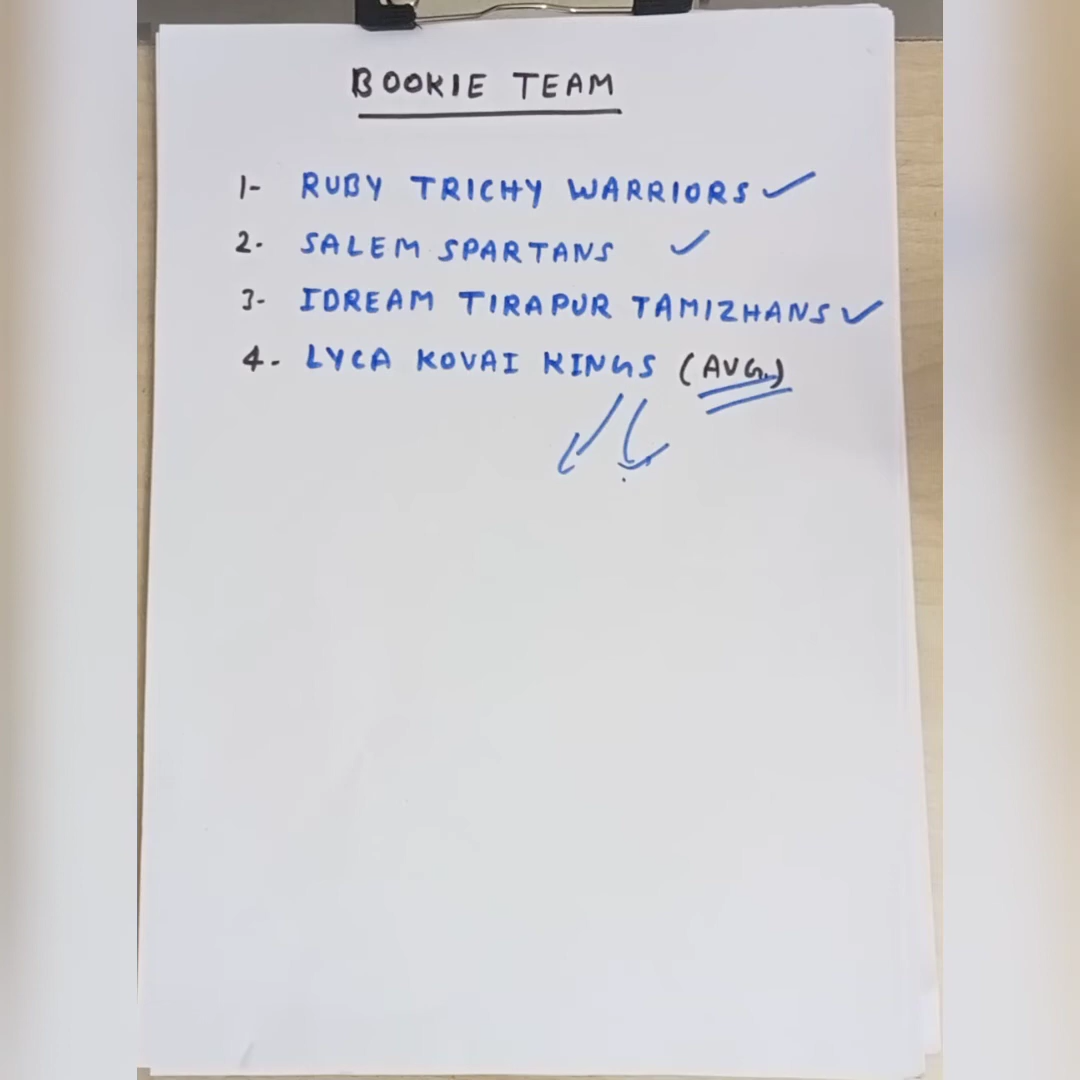 BOOKIE TEAM
1- RUBY TRICHY WARRIORS ✓
2. SALEM SPARTANS ✓
3- IDREAM TIRAPUR TAMIZHANS ✓
4. LYCA KOVAI KINGS (AVG.)